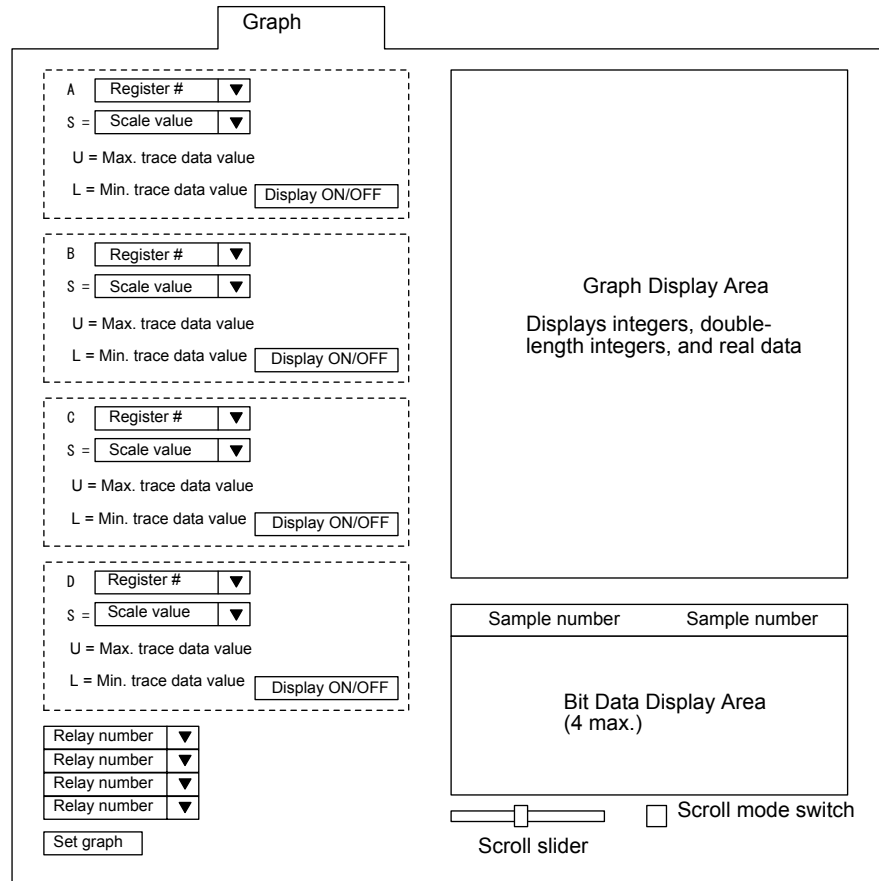 Graph
A Register # ▼
S = Scale value ▼
U = Max. trace data value
L = Min. trace data value Display ON/OFF
B Register # ▼
S = Scale value ▼
U = Max. trace data value
L = Min. trace data value Display ON/OFF
C Register # ▼
S = Scale value ▼
U = Max. trace data value
L = Min. trace data value Display ON/OFF
D Register # ▼
S = Scale value ▼
U = Max. trace data value
L = Min. trace data value Display ON/OFF
Relay number ▼
Relay number ▼
Relay number ▼
Relay number ▼
Set graph
Graph Display Area
Displays integers, double-
length integers, and real data
Sample number Sample number
Bit Data Display Area
(4 max.)
Scroll slider
Scroll mode switch